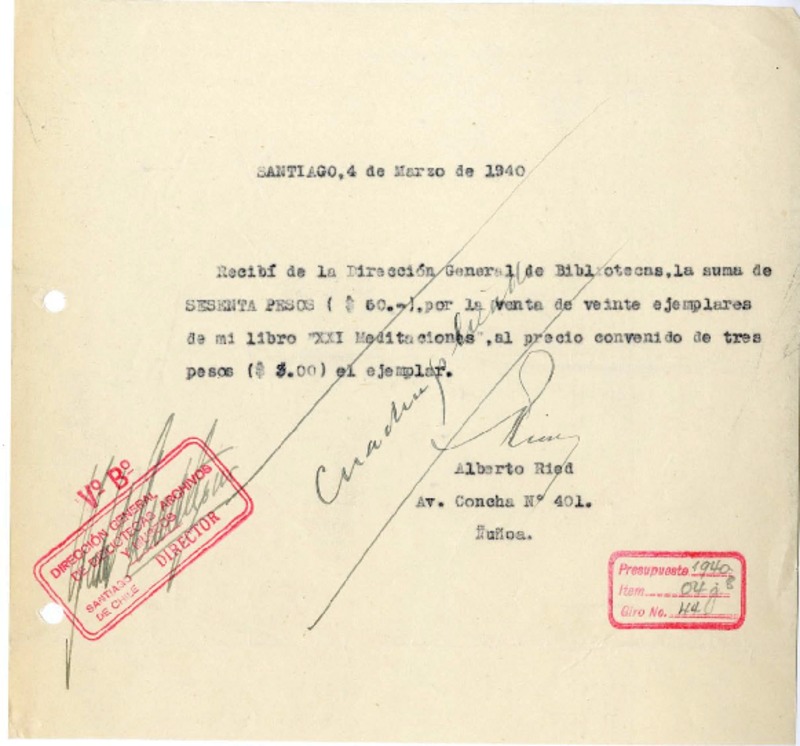 SANTIAGO,4 de Marzo de 1940
Recibí de la Dirección General de Bibliotecas,la suma de
SESENTA PESOS ( $ 60.-),por la venta de veinte ejemplares
de mi libro "XXI Meditaciones",al precio convenido de tres
pesos ($ 3.00) el ejemplar.
Alberto Ried
Av. Concha N° 401.
Ñuñoa.
Vº Bº
DIRECCIÓN GENERAL
DE BIBLIOTECAS ARCHIVOS
Y MUSEOS
SANTIAGO
DE CHILE
DIRECTOR
Presupuesto 1940
Item 04 j 8
Giro No. 44